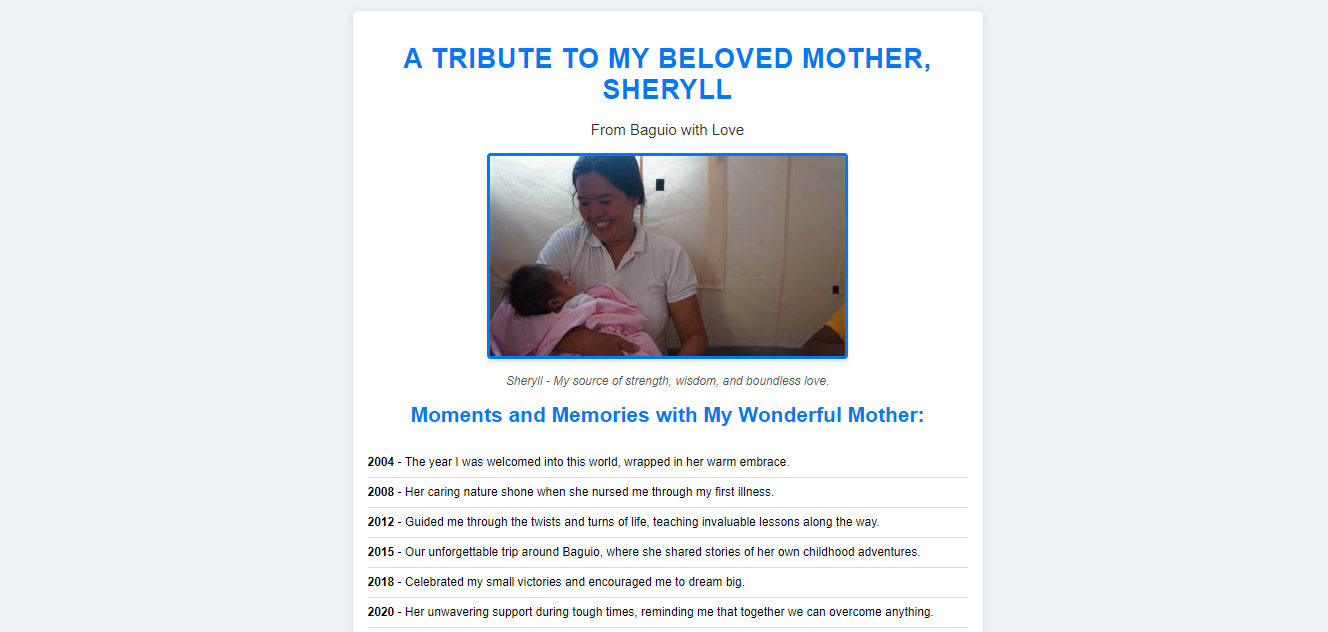 A TRIBUTE TO MY BELOVED MOTHER,
SHERYLL
From Baguio with Love
Sheryll - My source of strength, wisdom, and boundless love.
Moments and Memories with My Wonderful Mother:
2004 - The year I was welcomed into this world, wrapped in her warm embrace.
2008 - Her caring nature shone when she nursed me through my first illness.
2012 - Guided me through the twists and turns of life, teaching invaluable lessons along the way.
2015 - Our unforgettable trip around Baguio, where she shared stories of her own childhood adventures.
2018 - Celebrated my small victories and encouraged me to dream big.
2020 - Her unwavering support during tough times, reminding me that together we can overcome anything.